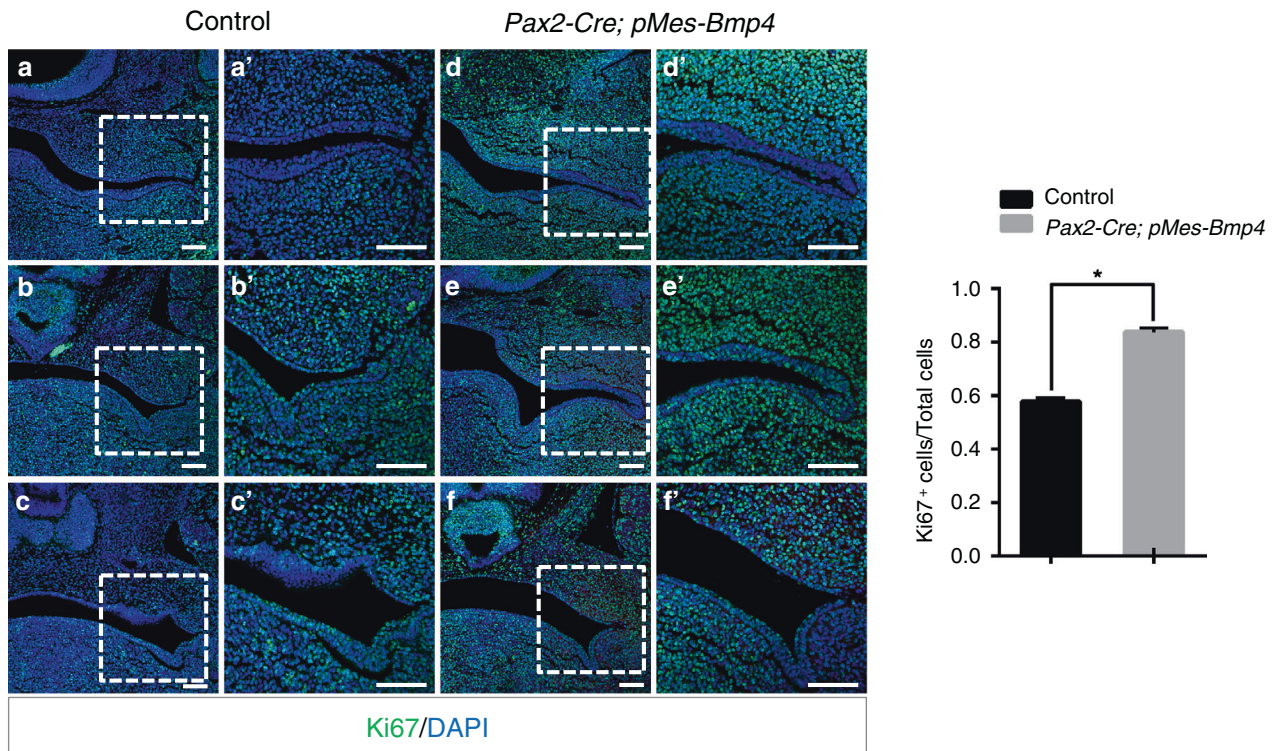 Control
Pax2-Cre; pMes-Bmp4
a
a'
d
d'
b
b'
e
e'
c
c'
f
f'
Ki67/DAPI
Control
Pax2-Cre; pMes-Bmp4
*
1.0
0.8
0.6
0.4
0.2
0.0
Ki67+ cells/Total cells